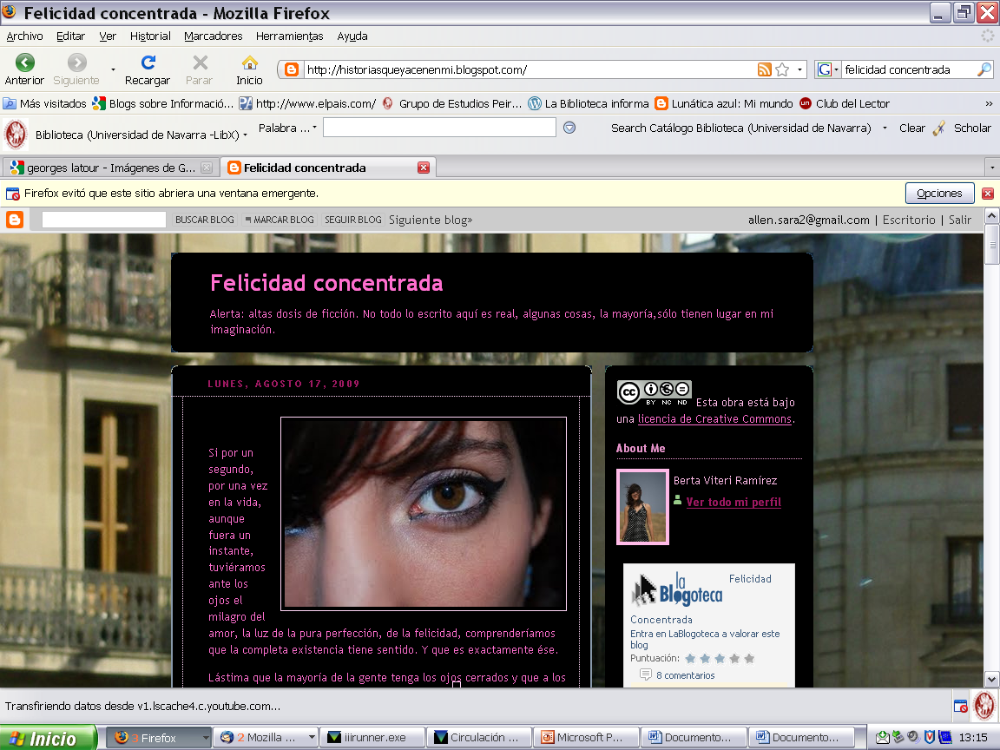 Felicidad concentrada - Mozilla Firefox
Archivo Editar Ver Historial Marcadores Herramientas Ayuda
Anterior Siguiente Recargar Parar Inicio http://historiasqueyacenenmi.blogspot.com/ felicidad concentrada
Más visitados Blogs sobre Informació... http://www.elpais.com/ Grupo de Estudios Peir... La Biblioteca informa Lunática azul: Mi mundo Club del Lector »
Biblioteca (Universidad de Navarra -LibX) Palabra ... Search Catálogo Biblioteca (Universidad de Navarra) Clear Scholar
georges latour - Imágenes de G... Felicidad concentrada
Firefox evitó que este sitio abriera una ventana emergente. Opciones
BUSCAR BLOG MARCAR BLOG SEGUIR BLOG Siguiente blog» allen.sara2@gmail.com | Escritorio | Salir
Felicidad concentrada
Alerta: altas dosis de ficción. No todo lo escrito aquí es real, algunas cosas, la mayoría,sólo tienen lugar en mi
imaginación.
LUNES, AGOSTO 17, 2009
Si por un
segundo,
por una vez
en la vida,
aunque
fuera un
instante,
tuviéramos
ante los
ojos el
milagro del
amor, la luz de la pura perfección, de la felicidad, comprenderíamos
que la completa existencia tiene sentido. Y que es exactamente ése.
Lástima que la mayoría de la gente tenga los ojos cerrados y que a los
cc BY NC ND Esta obra está bajo
una licencia de Creative Commons.
About Me
Berta Viteri Ramírez
Ver todo mi perfil
la Blogoteca Felicidad
Concentrada
Entra en LaBlogoteca a valorar este
blog
Puntuación:
8 comentarios
Transfiriendo datos desde v1.lscache4.c.youtube.com...
Inicio 3 Firefox 2 Mozilla ... iiirunner.exe Circulación ... Microsoft P... Documento... Documento... 13:15